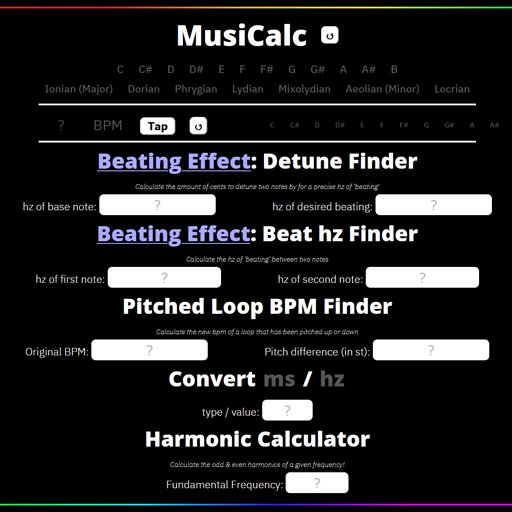 MusiCalc ↺
C C# D D# E F F# G G# A A# B
Ionian (Major) Dorian Phrygian Lydian Mixolydian Aeolian (Minor) Locrian
? BPM Tap ↺ C C# D D# E F F# G G# A A#
Beating Effect: Detune Finder
Calculate the amount of cents to detune two notes by for a precise hz of 'beating'
hz of base note: ? hz of desired beating: ?
Beating Effect: Beat hz Finder
Calculate the hz of 'beating' between two notes
hz of first note: ? hz of second note: ?
Pitched Loop BPM Finder
Calculate the new bpm of a loop that has been pitched up or down
Original BPM: ? Pitch difference (in st): ?
Convert ms / hz
type / value: ?
Harmonic Calculator
Calculate the odd & even harmonics of a given frequency!
Fundamental Frequency: ?